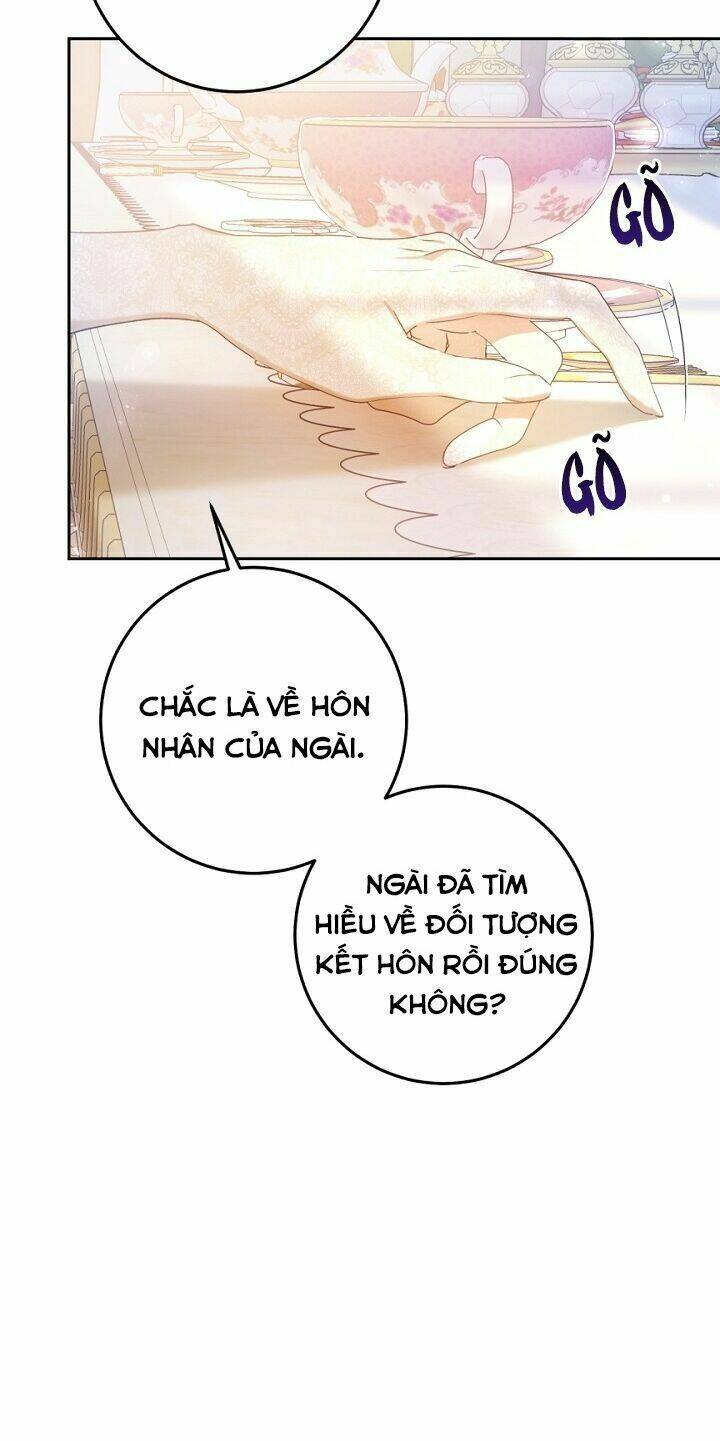 GÕ
GÕ
CHẮC LÀ VỀ HÔN
NHÂN CỦA NGÀI.
NGÀI ĐÃ TÌM
HIỀU VỀ ĐỐI TƯỢNG
KẾT HÔN RỒI ĐÚNG
KHÔNG?